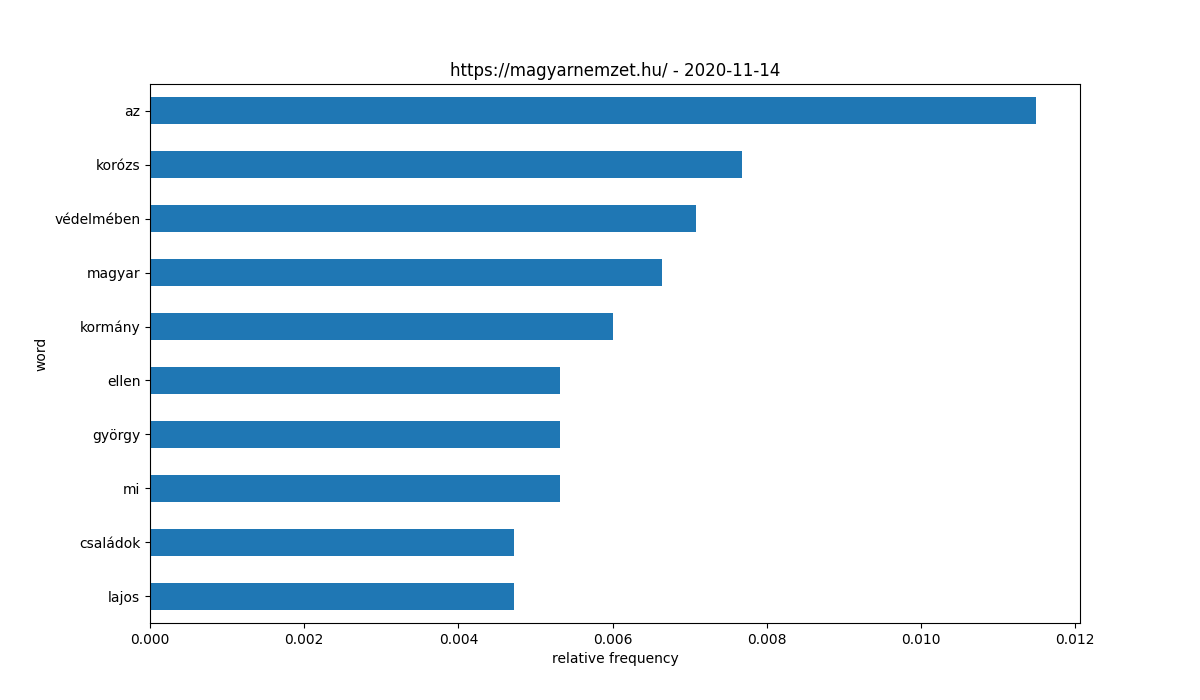 https://magyarnemzet.hu/ - 2020-11-14
az
korózs
védelmében
magyar
kormány
ellen
györgy
mi
családok
lajos
word
0.000 0.002 0.004 0.006 0.008 0.010 0.012
relative frequency